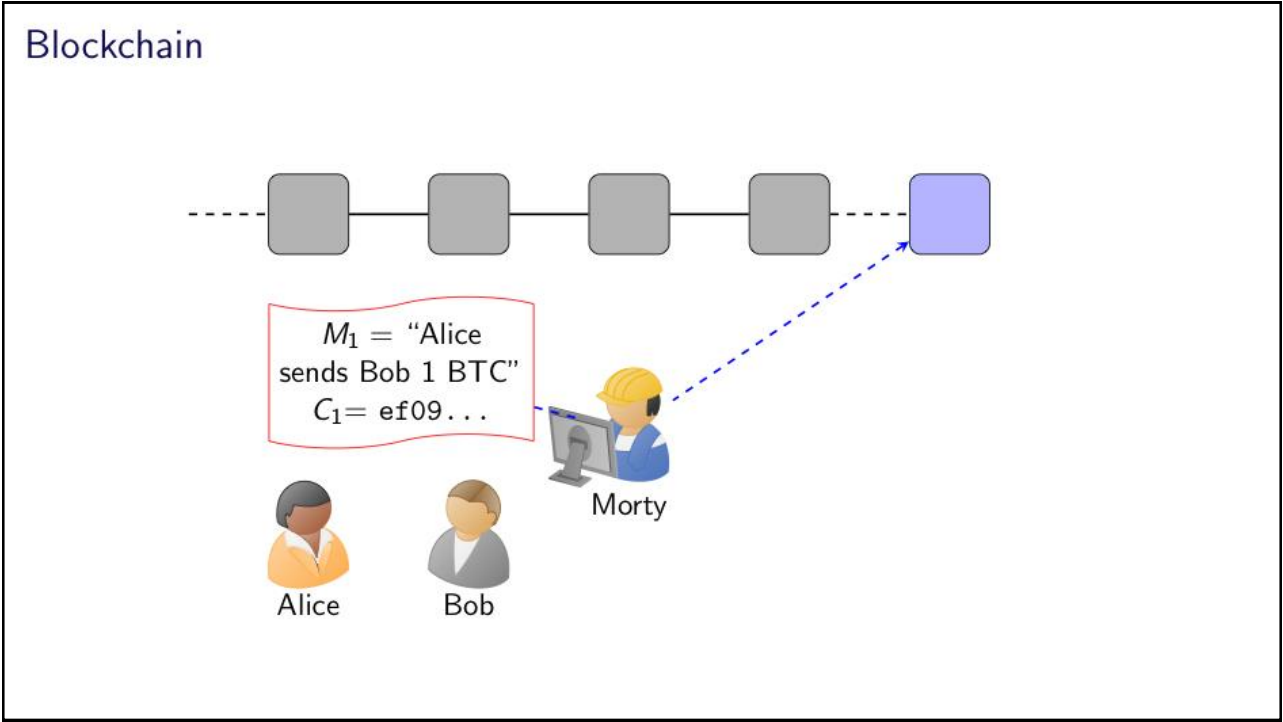 Blockchain
M₁ = “Alice
sends Bob 1 BTC”
C₁= ef09...
Morty
Alice
Bob